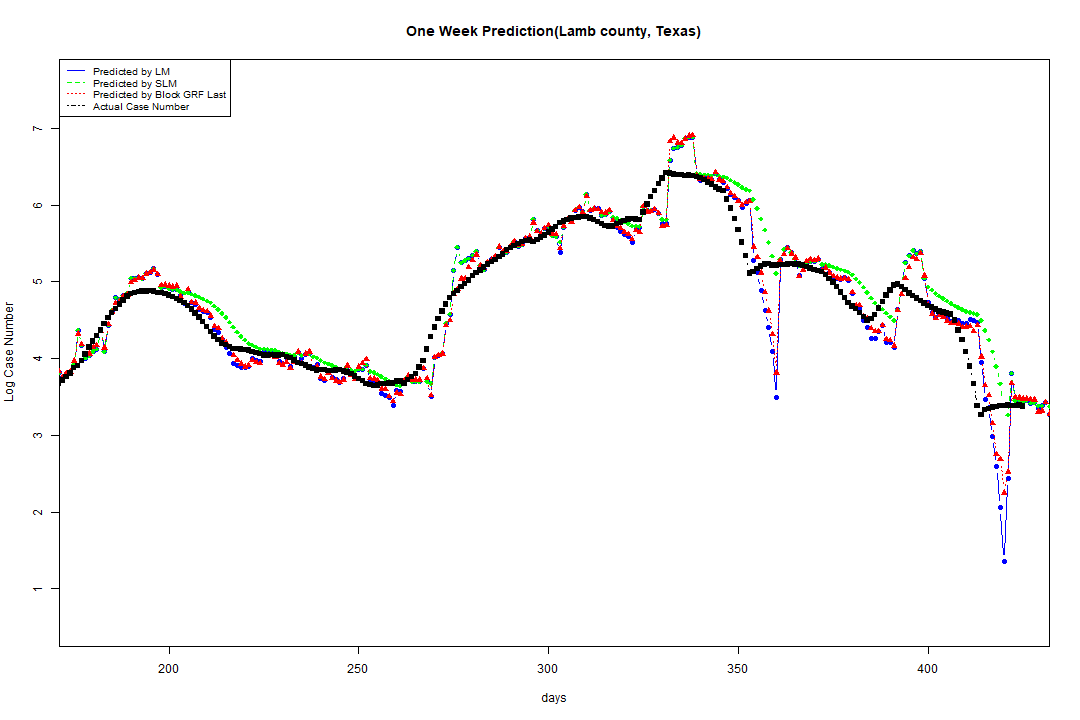 One Week Prediction(Lamb county, Texas)
Predicted by LM
Predicted by SLM
Predicted by Block GRF Last
Actual Case Number
Log Case Number
7
6
5
4
3
2
1
200 250 300 350 400
days